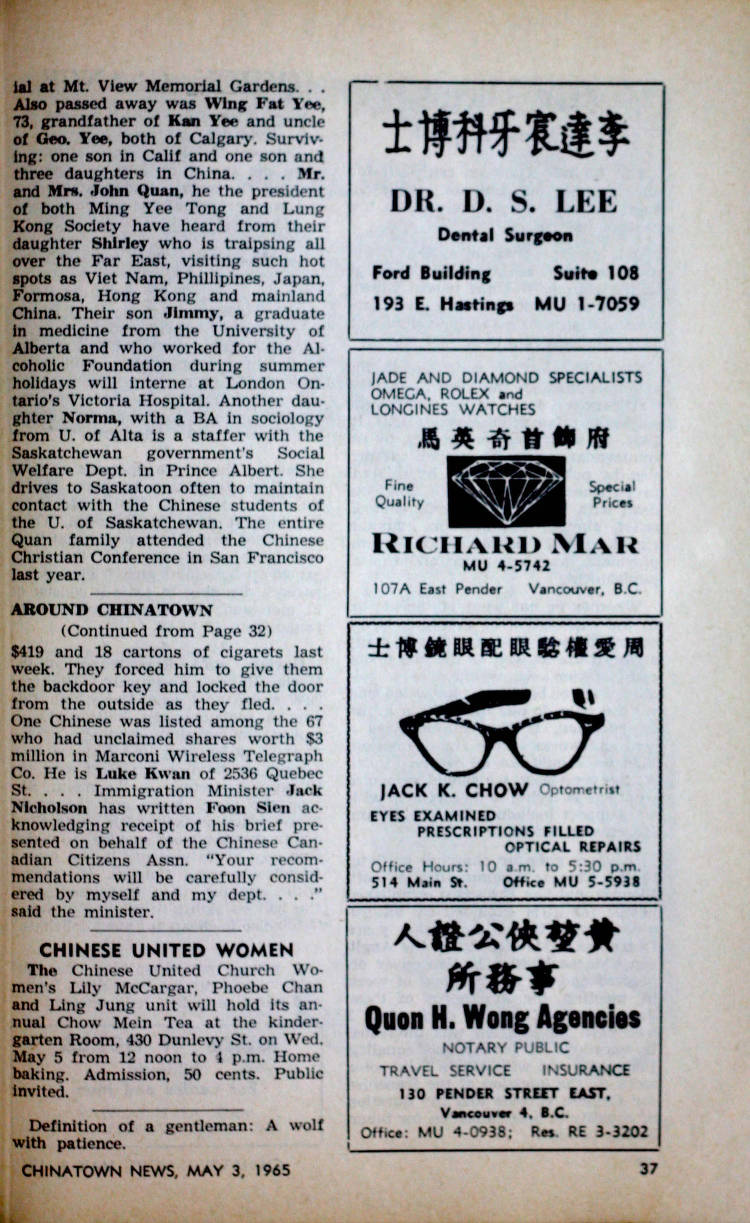 ial at Mt. View Memorial Gardens. . .
Also passed away was Wing Fat Yee,
73, grandfather of Kan Yee and uncle
of Geo. Yee, both of Calgary. Surviv-
ing: one son in Calif and one son and
three daughters in China. . . . Mr.
and Mrs. John Quan, he the president
of both Ming Yee Tong and Lung
Kong Society have heard from their
daughter Shirley who is traipsing all
over the Far East, visiting such hot
spots as Viet Nam, Phillipines, Japan,
Formosa, Hong Kong and mainland
China. Their son Jimmy, a graduate
in medicine from the University of
Alberta and who worked for the Al-
coholic Foundation during summer
holidays will interne at London On-
tario's Victoria Hospital. Another dau-
ghter Norma, with a BA in sociology
from U. of Alta is a staffer with the
Saskatchewan government's Social
Welfare Dept. in Prince Albert. She
drives to Saskatoon often to maintain
contact with the Chinese students of
the U. of Saskatchewan. The entire
Quan family attended the Chinese
Christian Conference in San Francisco
last year.
AROUND CHINATOWN
(Continued from Page 32)
$419 and 18 cartons of cigarets last
week. They forced him to give them
the backdoor key and locked the door
from the outside as they fled. . . .
One Chinese was listed among the 67
who had unclaimed shares worth $3
million in Marconi Wireless Telegraph
Co. He is Luke Kwan of 2536 Quebec
St. . . . Immigration Minister Jack
Nicholson has written Foon Sien ac-
knowledging receipt of his brief pre-
sented on behalf of the Chinese Can-
adian Citizens Assn. "Your recom-
mendations will be carefully consid-
ered by myself and my dept. . . ."
said the minister.
CHINESE UNITED WOMEN
The Chinese United Church Wo-
men's Lily McCargar, Phoebe Chan
and Ling Jung unit will hold its an-
nual Chow Mein Tea at the kinder-
garten Room, 430 Dunlevy St. on Wed.
May 5 from 12 noon to 4 p.m. Home
baking. Admission, 50 cents. Public
invited.
Definition of a gentleman: A wolf
with patience.
士博科牙宸達李
DR. D. S. LEE
Dental Surgeon
Ford Building Suite 108
193 E. Hastings MU 1-7059
JADE AND DIAMOND SPECIALISTS
OMEGA, ROLEX and
LONGINES WATCHES
馬英奇首飾府
Fine Quality
Special Prices
RICHARD MAR
MU 4-5742
107A East Pender Vancouver, B.C.
士博鏡眼配眼驗權愛周
JACK K. CHOW Optometrist
EYES EXAMINED
PRESCRIPTIONS FILLED
OPTICAL REPAIRS
Office Hours: 10 a.m. to 5:30 p.m.
514 Main St. Office MU 5-5938
人證公俠堃黄
所務事
Quon H. Wong Agencies
NOTARY PUBLIC
TRAVEL SERVICE INSURANCE
130 PENDER STREET EAST,
Vancouver 4, B.C.
Office: MU 4-0938; Res. RE 3-3202
CHINATOWN NEWS, MAY 3, 1965 37